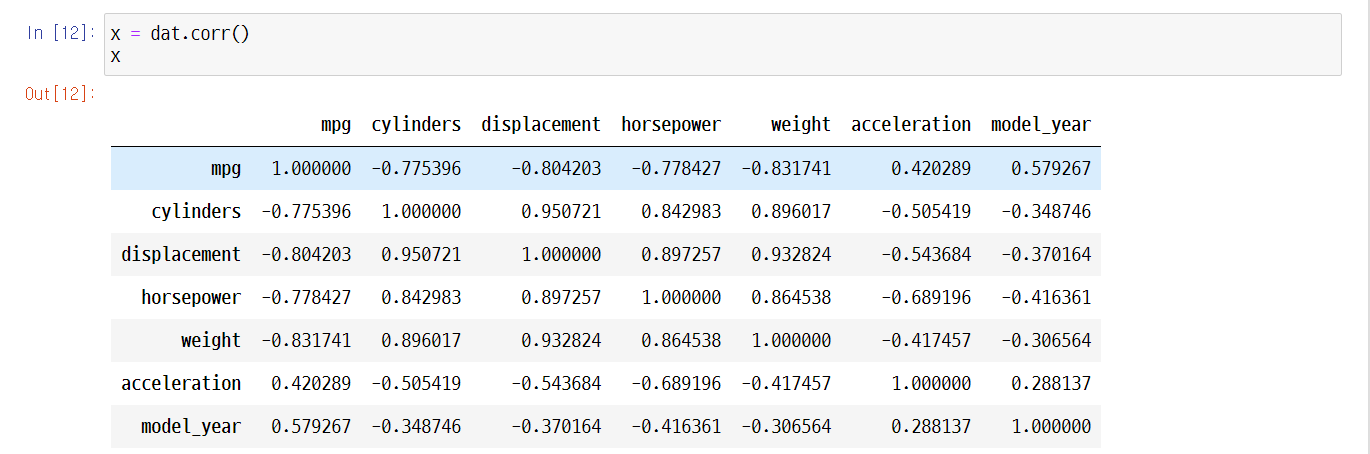 In [12]: x = dat.corr()
x
Out[12]:
mpg cylinders displacement horsepower weight acceleration model_year
mpg 1.000000 -0.775396 -0.804203 -0.778427 -0.831741 0.420289 0.579267
cylinders -0.775396 1.000000 0.950721 0.842983 0.896017 -0.505419 -0.348746
displacement -0.804203 0.950721 1.000000 0.897257 0.932824 -0.543684 -0.370164
horsepower -0.778427 0.842983 0.897257 1.000000 0.864538 -0.689196 -0.416361
weight -0.831741 0.896017 0.932824 0.864538 1.000000 -0.417457 -0.306564
acceleration 0.420289 -0.505419 -0.543684 -0.689196 -0.417457 1.000000 0.288137
model_year 0.579267 -0.348746 -0.370164 -0.416361 -0.306564 0.288137 1.000000